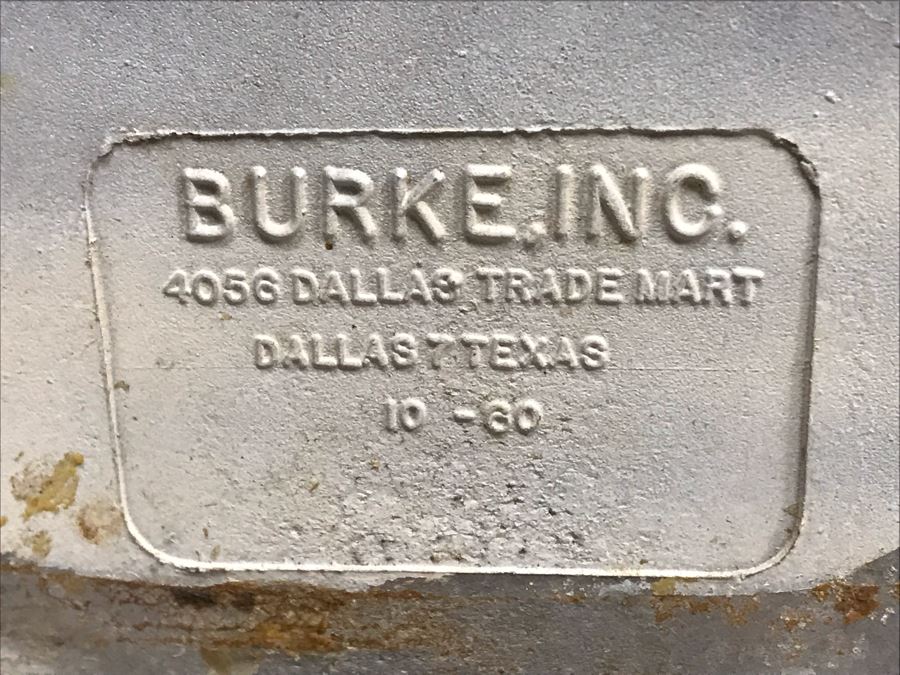 BURKE, INC.
4056 DALLAS TRADE MART
DALLAS 7 TEXAS
10 - 60